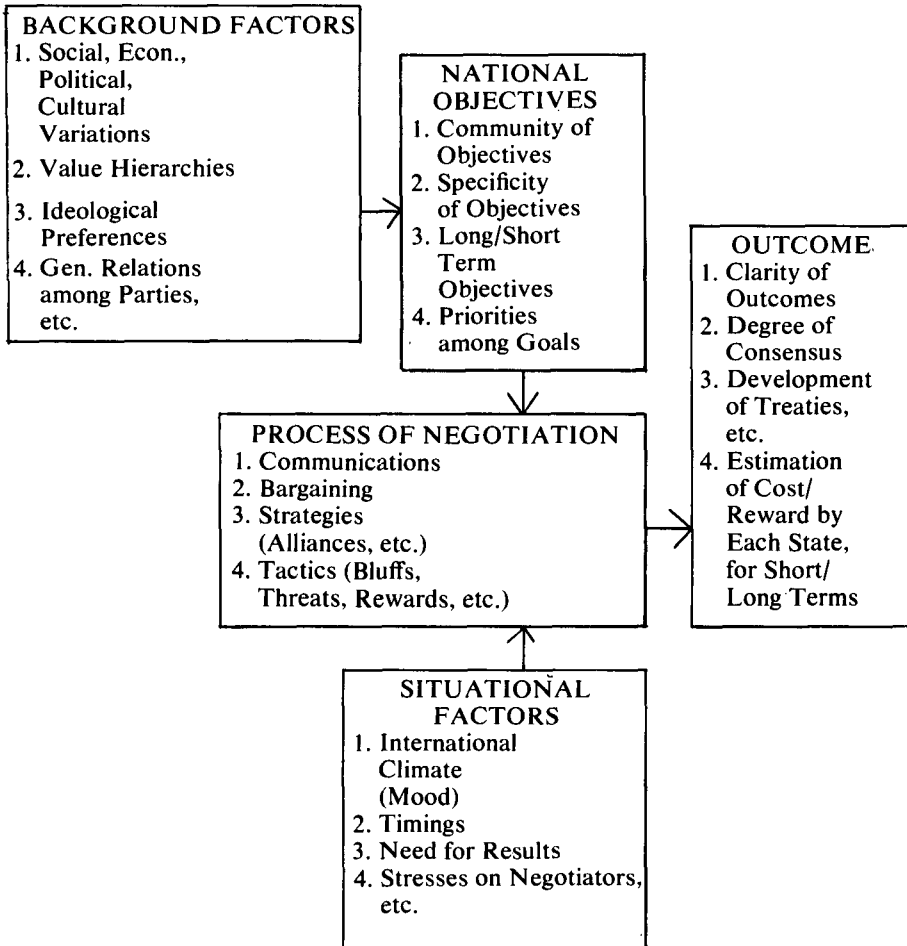 BACKGROUND FACTORS
1. Social, Econ.,
Political,
Cultural
Variations
2. Value Hierarchies
3. Ideological
Preferences
4. Gen. Relations
among Parties,
etc.
NATIONAL
OBJECTIVES
1. Community of
Objectives
2. Specificity
of Objectives
3. Long/Short
Term
Objectives
4. Priorities
among Goals
PROCESS OF NEGOTIATION
1. Communications
2. Bargaining
3. Strategies
(Alliances, etc.)
4. Tactics (Bluffs,
Threats, Rewards, etc.)
OUTCOME
1. Clarity of
Outcomes
2. Degree of
Consensus
3. Development
of Treaties,
etc.
4. Estimation
of Cost/
Reward by
Each State,
for Short/
Long Terms
SITUATIONAL
FACTORS
1. International
Climate
(Mood)
2. Timings
3. Need for Results
4. Stresses on Negotiators,
etc.